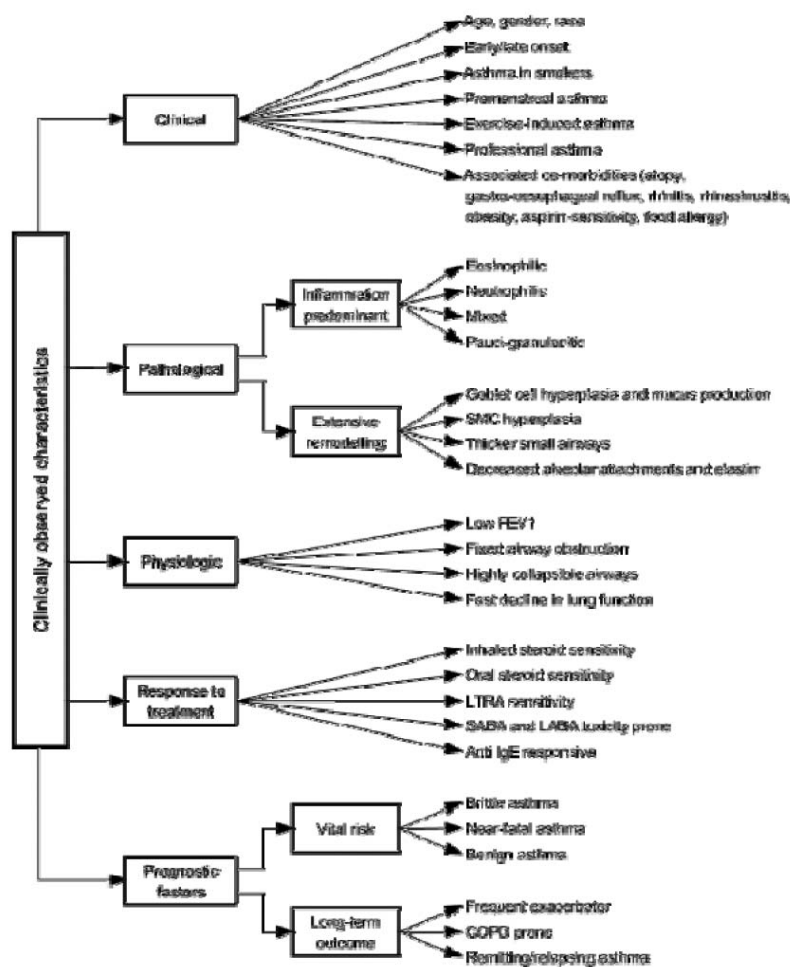 Clinically observed characteristics
Clinical
Age, gender, race
Early/late onset
Asthma in smokers
Premenstrual asthma
Exercise-induced asthma
Professional asthma
Associated co-morbidities (atopy,
gastro-oesophageal reflux, rhinitis, rhinosinusitis,
obesity, aspirin-sensitivity, food allergy)
Pathological
Inflammation
predominant
Eosinophilic
Neutrophilic
Mixed
Pauci-granulocitic
Extensive
remodelling
Goblet cell hyperplasia and mucus production
SMC hyperplasia
Thicker small airways
Decreased alveolar attachments and elastin
Physiologic
Low FEV1
Fixed airway obstruction
Highly collapsible airways
Fast decline in lung function
Response to
treatment
Inhaled steroid sensitivity
Oral steroid sensitivity
LTRA sensitivity
SABA and LABA toxicity prone
Anti IgE responsive
Prognostic
factors
Vital risk
Brittle asthma
Near-fatal asthma
Benign asthma
Long-term
outcome
Frequent exacerbator
COPD prone
Remitting/relapsing asthma